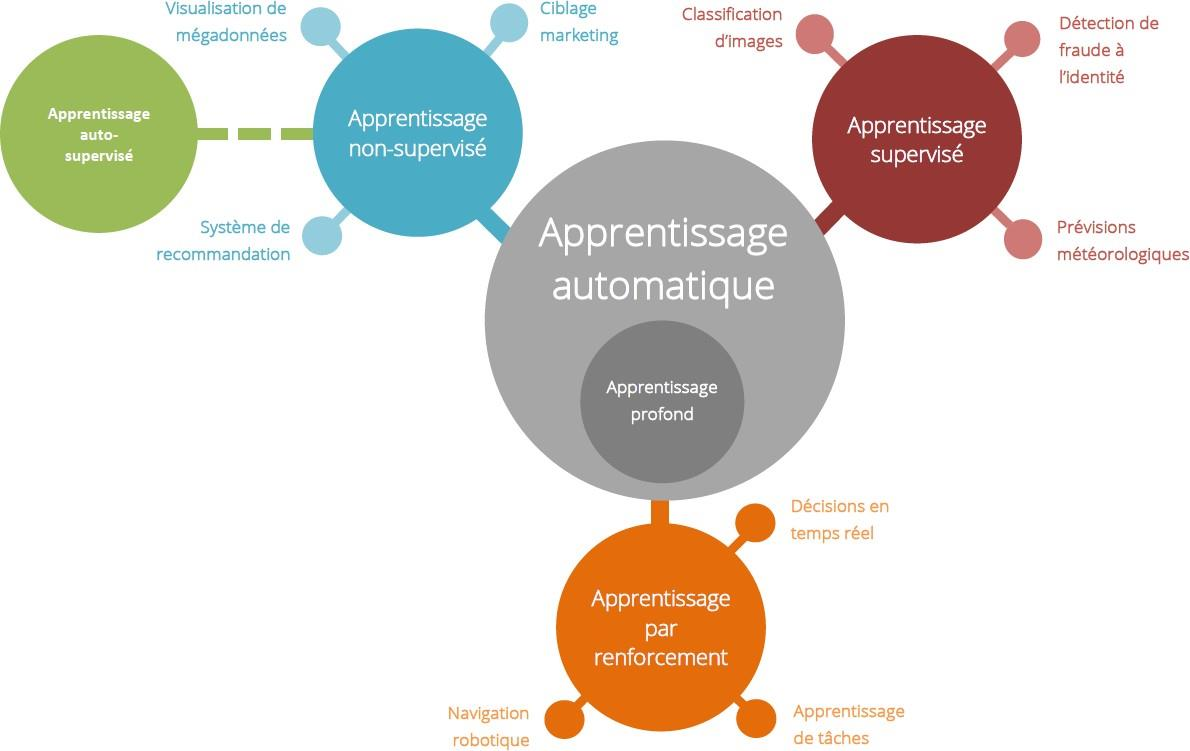 Visualisation de
mégadonnées
Ciblage
marketing
Classification
d’images
Détection de
fraude à
l’identité
Apprentissage
auto-
supervisé
Apprentissage
non-supervisé
Apprentissage
supervisé
Système de
recommandation
Prévisions
météorologiques
Apprentissage
automatique
Apprentissage
profond
Décisions en
temps réel
Apprentissage
par
renforcement
Navigation
robotique
Apprentissage
de tâches